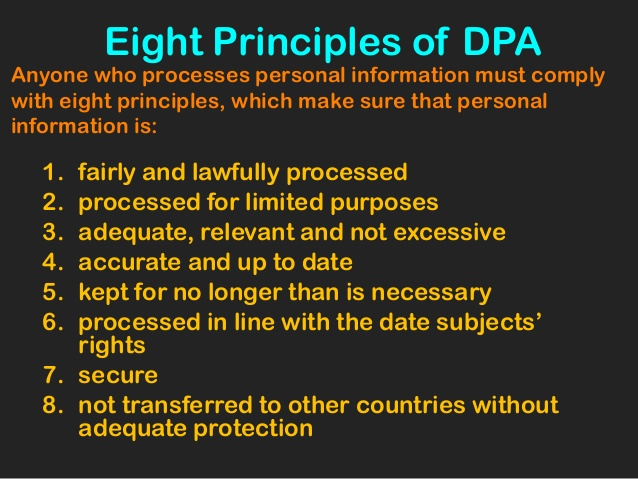 Eight Principles of DPA
Anyone who processes personal information must comply
with eight principles, which make sure that personal
information is:
1. fairly and lawfully processed
2. processed for limited purposes
3. adequate, relevant and not excessive
4. accurate and up to date
5. kept for no longer than is necessary
6. processed in line with the date subjects’
rights
7. secure
8. not transferred to other countries without
adequate protection